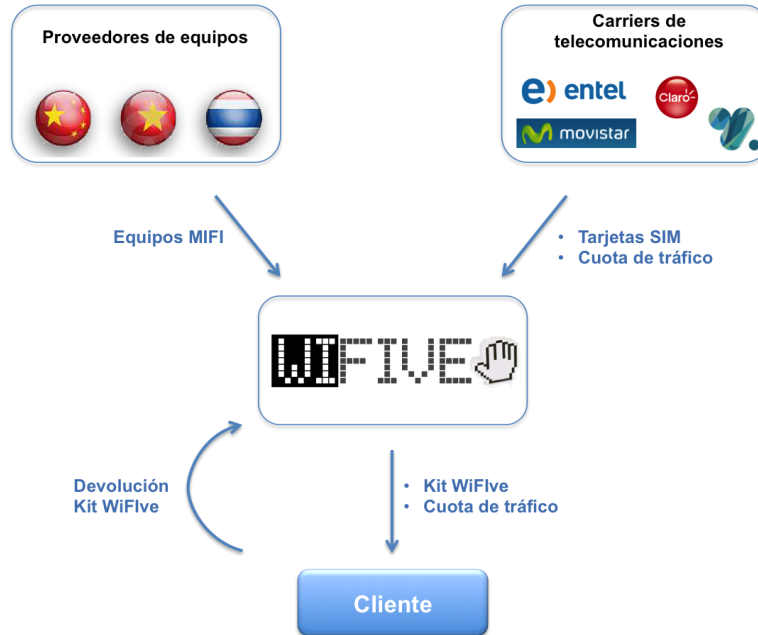 Proveedores de equipos
Carriers de
telecomunicaciones
entel
Claro
movistar
Equipos MIFI
• Tarjetas SIM
• Cuota de tráfico
WIFIVE
Devolución
Kit WiFIve
• Kit WiFIve
• Cuota de tráfico
Cliente